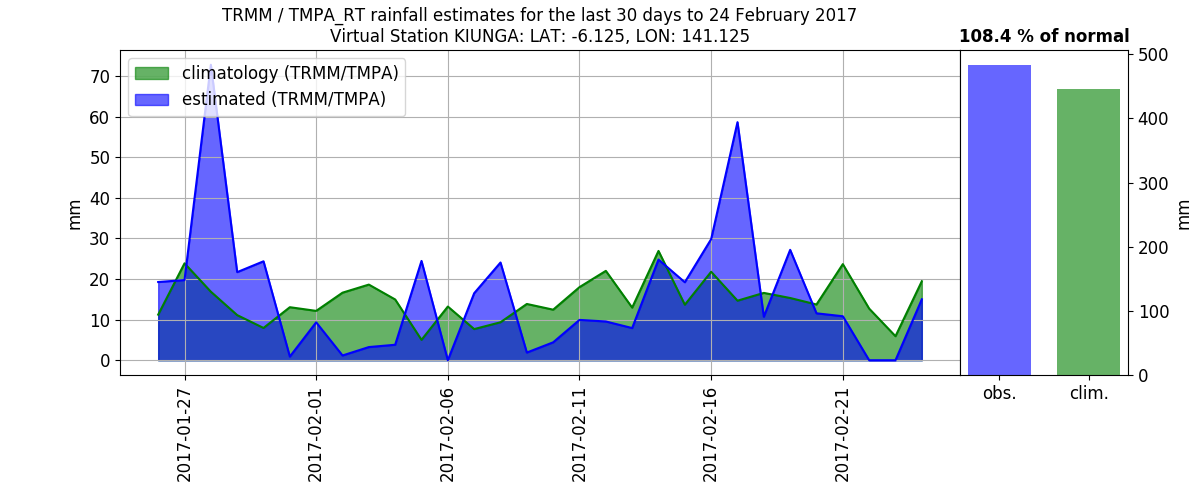 TRMM / TMPA_RT rainfall estimates for the last 30 days to 24 February 2017
Virtual Station KIUNGA: LAT: -6.125, LON: 141.125
108.4 % of normal
climatology (TRMM/TMPA)
estimated (TRMM/TMPA)
mm
70
60
50
40
30
20
10
0
2017-01-27
2017-02-01
2017-02-06
2017-02-11
2017-02-16
2017-02-21
500
400
300
200
100
0
mm
obs.
clim.